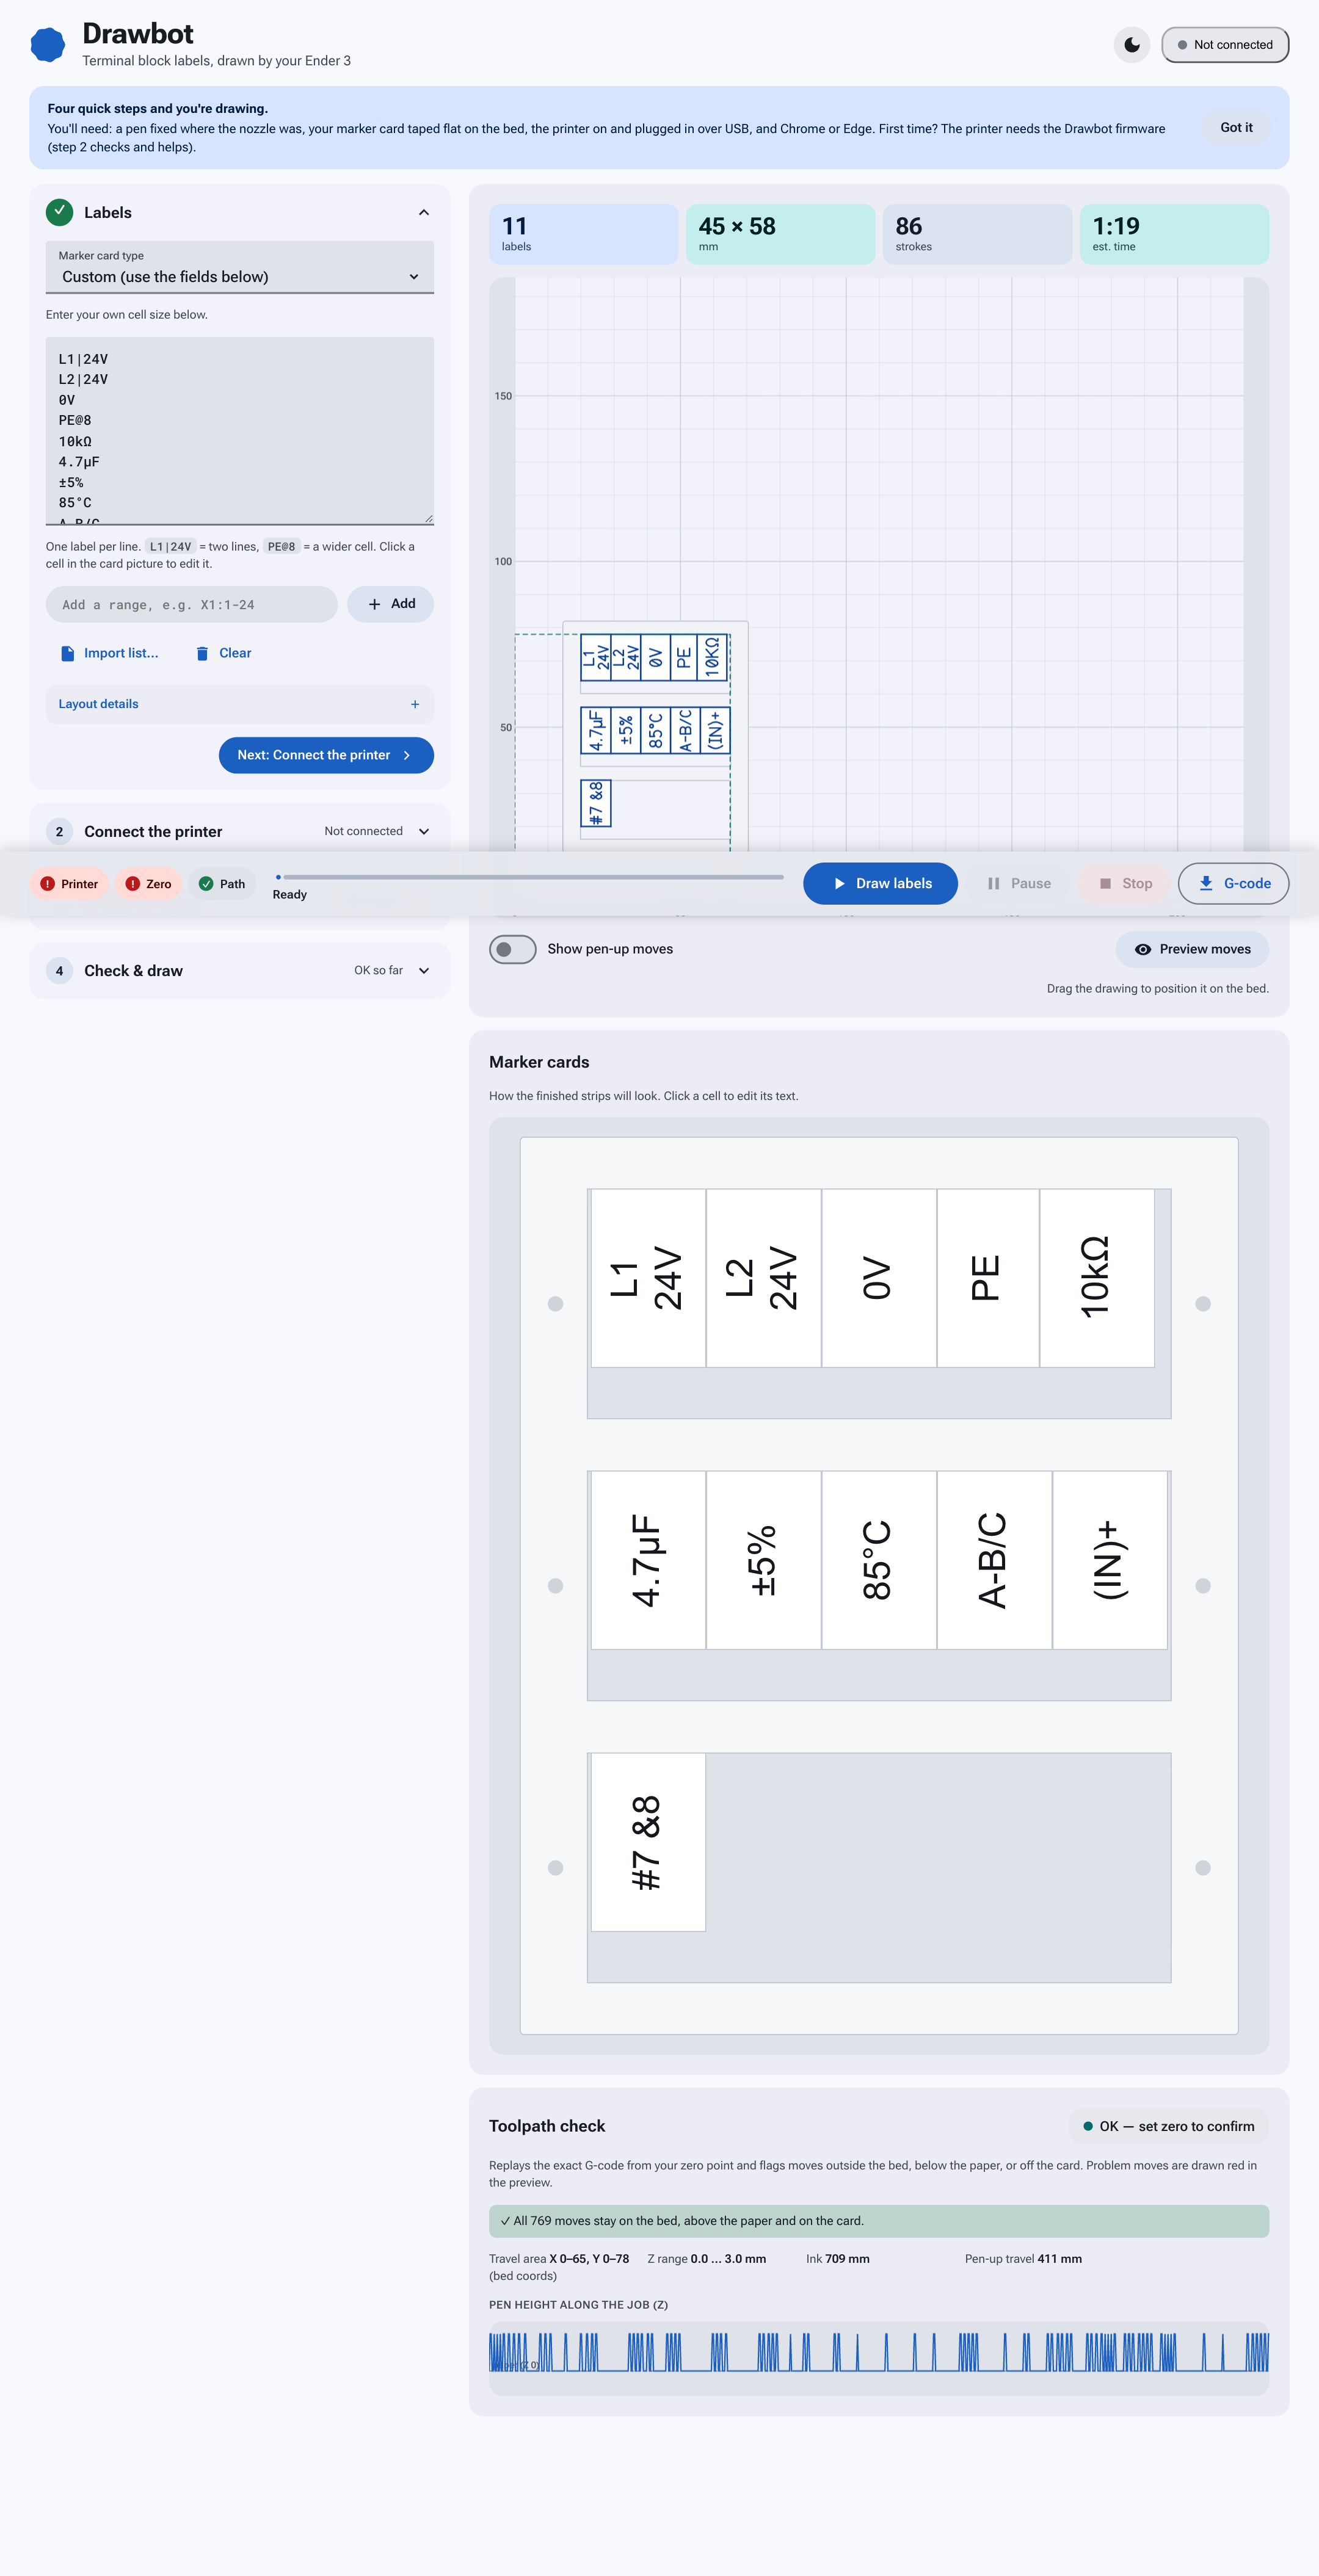 Drawbot
Terminal block labels, drawn by your Ender 3
Not connected
Four quick steps and you're drawing.
You'll need: a pen fixed where the nozzle was, your marker card taped flat on the bed, the printer on and plugged in over USB, and Chrome or Edge. First time? The printer needs the Drawbot firmware
(step 2 checks and helps).
Got it
Labels
Marker card type
Custom (use the fields below)
Enter your own cell size below.
L1|24V
L2|24V
0V
PE@8
10kΩ
4.7µF
±5%
85°C
A-B/C
One label per line. L1|24V = two lines, PE@8 = a wider cell. Click a
cell in the card picture to edit it.
Add a range, e.g. X1:1-24
Add
Import list...
Clear
Layout details
+
Next: Connect the printer
2
Connect the printer
Not connected
4
Check & draw
OK so far
11
labels
45 × 58
mm
86
strokes
1:19
est. time
150
100
50
L1
24V
L2
24V
0V
PE
10KΩ
4.7µF
±5%
85°C
A-B/C
(IN)+
#7 &8
Printer
Zero
Path
Ready
Draw labels
Pause
Stop
G-code
Show pen-up moves
Preview moves
Drag the drawing to position it on the bed.
Marker cards
How the finished strips will look. Click a cell to edit its text.
L1
24V
L2
24V
0V
PE
10kΩ
4.7µF
±5%
85°C
A-B/C
(IN)+
#7 &8
Toolpath check
OK — set zero to confirm
Replays the exact G-code from your zero point and flags moves outside the bed, below the paper, or off the card. Problem moves are drawn red in
the preview.
✓ All 769 moves stay on the bed, above the paper and on the card.
Travel area X 0–65, Y 0–78
(bed coords)
Z range 0.0 … 3.0 mm
Ink 709 mm
Pen-up travel 411 mm
PEN HEIGHT ALONG THE JOB (Z)